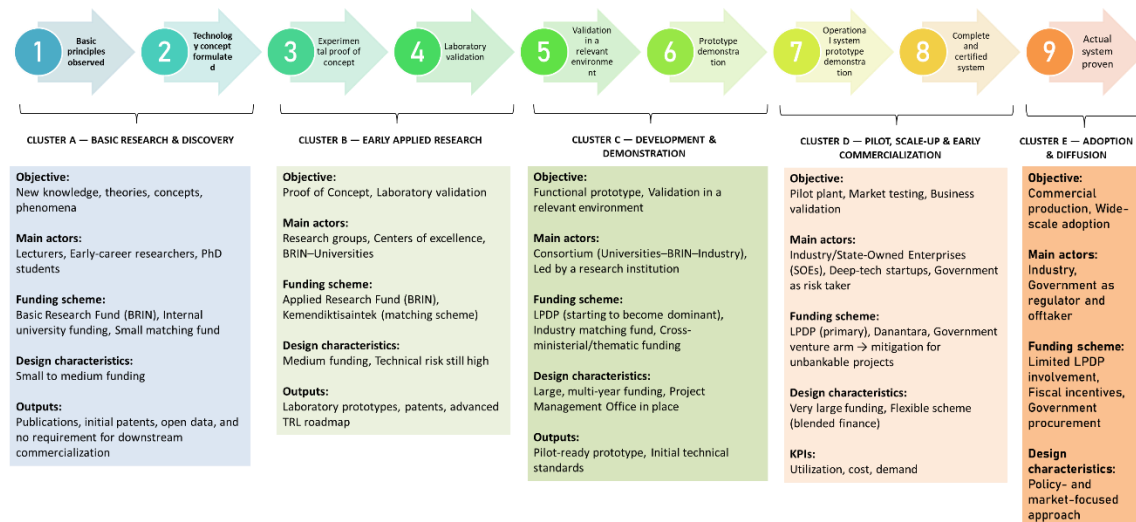 1
Basic
principles
observed
2
Technolog
y concept
formulate
d
3
Experimen
tal proof of
concept
4
Laboratory
validation
5
Validation
in a
relevant
environme
nt
6
Prototype
demonstra
tion
7
Operationa
l system
prototype
demonstra
tion
8
Complete
and
certified
system
9
Actual
system
proven
CLUSTER A — BASIC RESEARCH & DISCOVERY
Objective:
New knowledge, theories, concepts,
phenomena
Main actors:
Lecturers, Early-career researchers, PhD
students
Funding scheme:
Basic Research Fund (BRIN), Internal
university funding, Small matching fund
Design characteristics:
Small to medium funding
Outputs:
Publications, initial patents, open data, and
no requirement for downstream
commercialization
CLUSTER B — EARLY APPLIED RESEARCH
Objective:
Proof of Concept, Laboratory validation
Main actors:
Research groups, Centers of excellence,
BRIN–Universities
Funding scheme:
Applied Research Fund (BRIN),
Kemendiktisaintek (matching scheme)
Design characteristics:
Medium funding, Technical risk still high
Outputs:
Laboratory prototypes, patents, advanced
TRL roadmap
CLUSTER C — DEVELOPMENT &
DEMONSTRATION
Objective:
Functional prototype, Validation in a
relevant environment
Main actors:
Consortium (Universities–BRIN–Industry),
Led by a research institution
Funding scheme:
LPDP (starting to become dominant),
Industry matching fund, Cross-
ministerial/thematic funding
Design characteristics:
Large, multi-year funding, Project
Management Office in place
Outputs:
Pilot-ready prototype, Initial technical
standards
CLUSTER D — PILOT, SCALE-UP & EARLY
COMMERCIALIZATION
Objective:
Pilot plant, Market testing, Business
validation
Main actors:
Industry/State-Owned Enterprises
(SOEs), Deep-tech startups, Government
as risk taker
Funding scheme:
LPDP (primary), Danantara, Government
venture arm → mitigation for
unbankable projects
Design characteristics:
Very large funding, Flexible scheme
(blended finance)
KPIs:
Utilization, cost, demand
CLUSTER E — ADOPTION
& DIFFUSION
Objective:
Commercial
production, Wide-
scale adoption
Main actors:
Industry,
Government as
regulator and
offtaker
Funding scheme:
Limited LPDP
involvement,
Fiscal incentives,
Government
procurement
Design
characteristics:
Policy- and
market-focused
approach